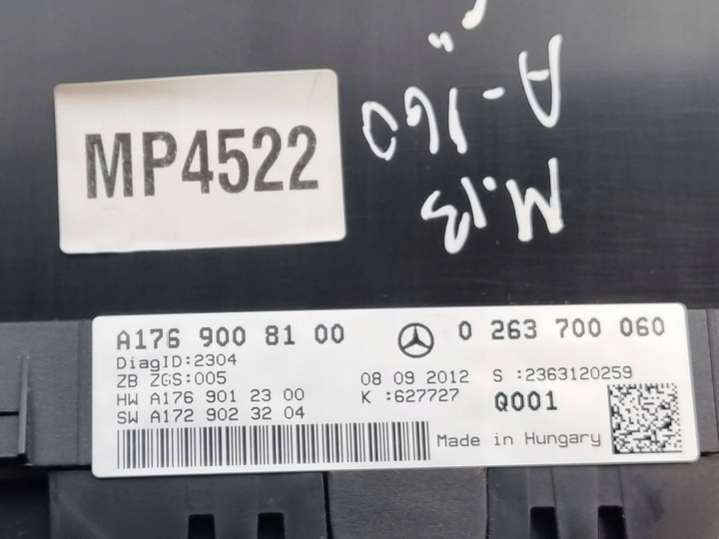 MP4522
A-160
M.13
A176 900 81 00
0 263 700 060
DiagID:2304
ZB ZGS:005
08 09 2012
S :2363120259
HW A176 901 23 00
K :627727
Q001
SW A172 902 32 04
Made in Hungary